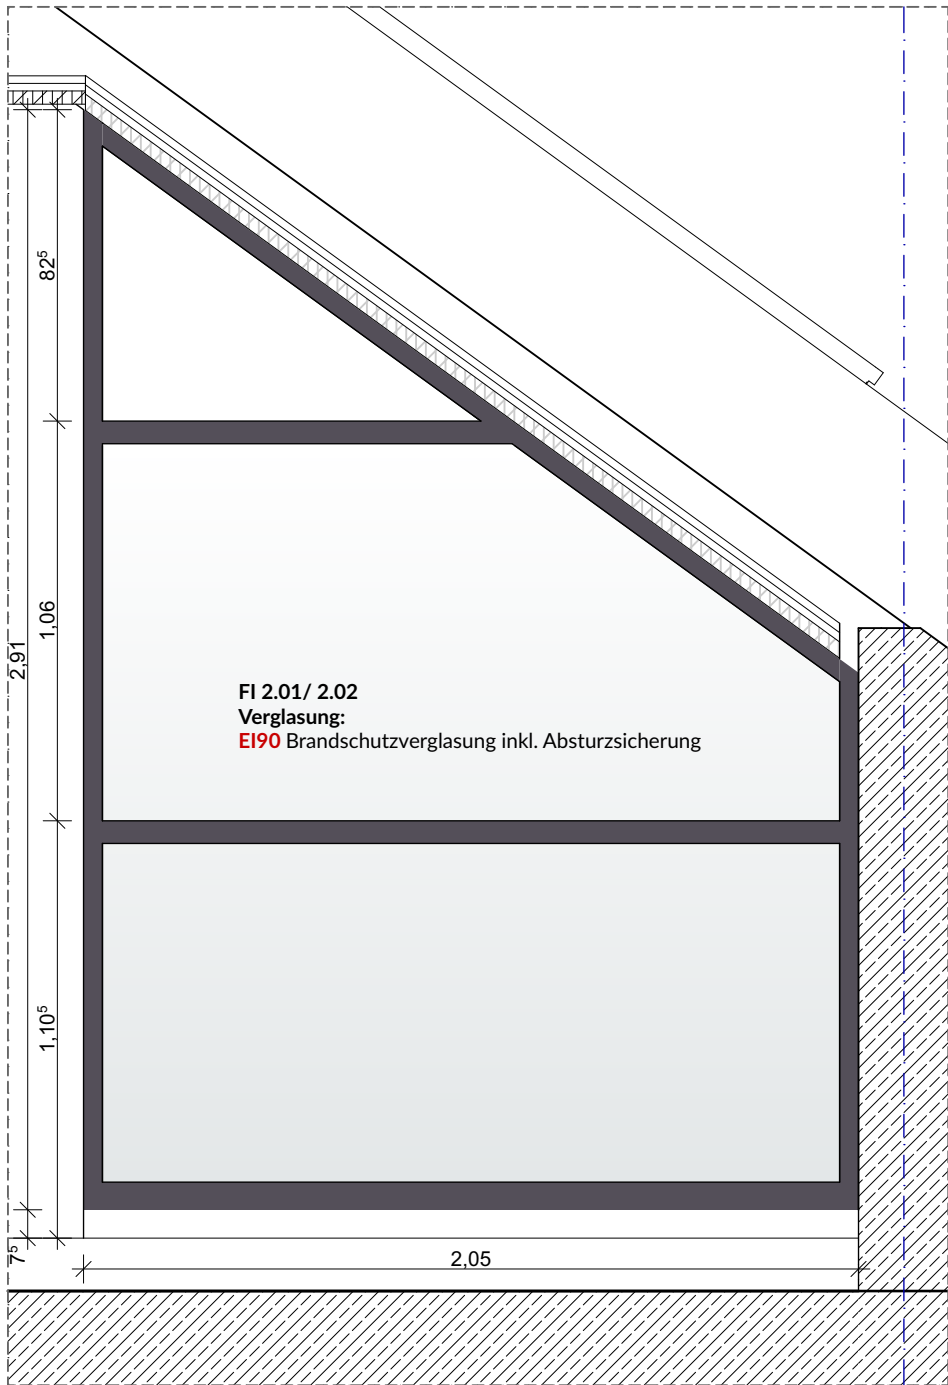 82⁵
1,06
2,91
FI 2.01/ 2.02
Verglasung:
EI90 Brandschutzverglasung inkl. Absturzsicherung
1,10⁵
7⁵
2,05